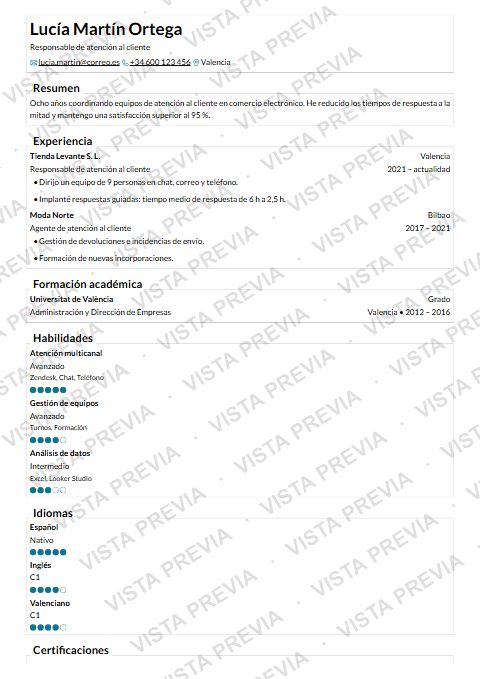 Lucía Martín Ortega
Responsable de atención al cliente
lucia.martin@correo.es +34 600 123 456 Valencia
Resumen
Ocho años coordinando equipos de atención al cliente en comercio electrónico. He reducido los tiempos de respuesta a la
mitad y mantengo una satisfacción superior al 95 %.
Experiencia
Tienda Levante S. L. Valencia
Responsable de atención al cliente 2021 – actualidad
• Dirijo un equipo de 9 personas en chat, correo y teléfono.
• Implanté respuestas guiadas: tiempo medio de respuesta de 6 h a 2,5 h.
Moda Norte Bilbao
Agente de atención al cliente 2017 – 2021
• Gestión de devoluciones e incidencias de envío.
• Formación de nuevas incorporaciones.
Formación académica
Universitat de València Grado
Administración y Dirección de Empresas Valencia • 2012 – 2016
Habilidades
Atención multicanal
Avanzado
Zendesk, Chat, Teléfono
Gestión de equipos
Avanzado
Turnos, Formación
Análisis de datos
Intermedio
Excel, Looker Studio
Idiomas
Español
Nativo
Inglés
C1
Valenciano
C1
Certificaciones
VISTA PREVIA